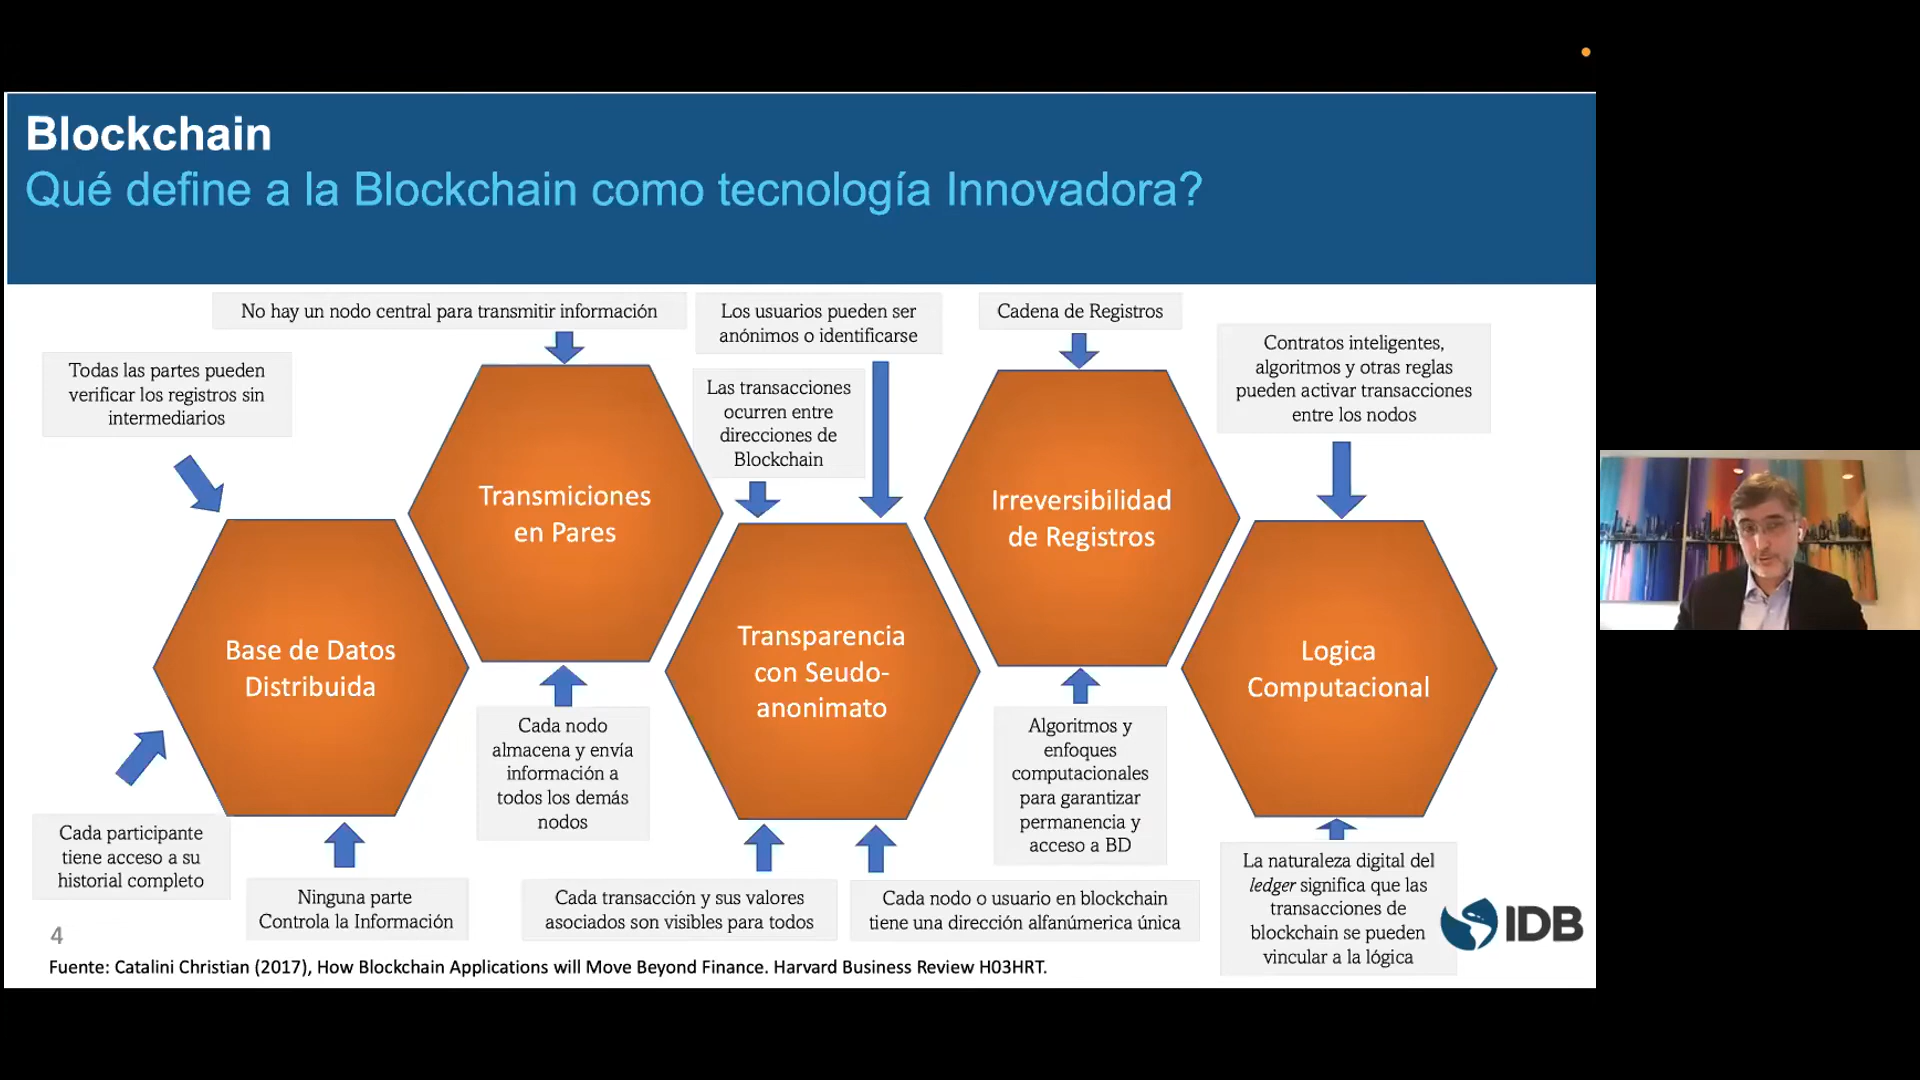 Blockchain
Qué define a la Blockchain como tecnología Innovadora?
No hay un nodo central para transmitir información
Los usuarios pueden ser
anónimos o identificarse
Cadena de Registros
Contratos inteligentes,
algoritmos y otras reglas
pueden activar transacciones
entre los nodos
Todas las partes pueden
verificar los registros sin
intermediarios
Las transacciones
ocurren entre
direcciones de
Blockchain
Transmiciones
en Pares
Irreversibilidad
de Registros
Base de Datos
Distribuida
Transparencia
con Seudo-
anonimato
Logica
Computacional
Cada nodo
almacena y envía
información a
todos los demás
nodos
Algoritmos y
enfoques
computacionales
para garantizar
permanencia y
acceso a BD
Cada participante
tiene acceso a su
historial completo
Ninguna parte
Controla la Información
Cada transacción y sus valores
asociados son visibles para todos
Cada nodo o usuario en blockchain
tiene una dirección alfanúmerica única
La naturaleza digital del
ledger significa que las
transacciones de
blockchain se pueden
vincular a la lógica
IDB
4
Fuente: Catalini Christian (2017), How Blockchain Applications will Move Beyond Finance. Harvard Business Review H03HRT.